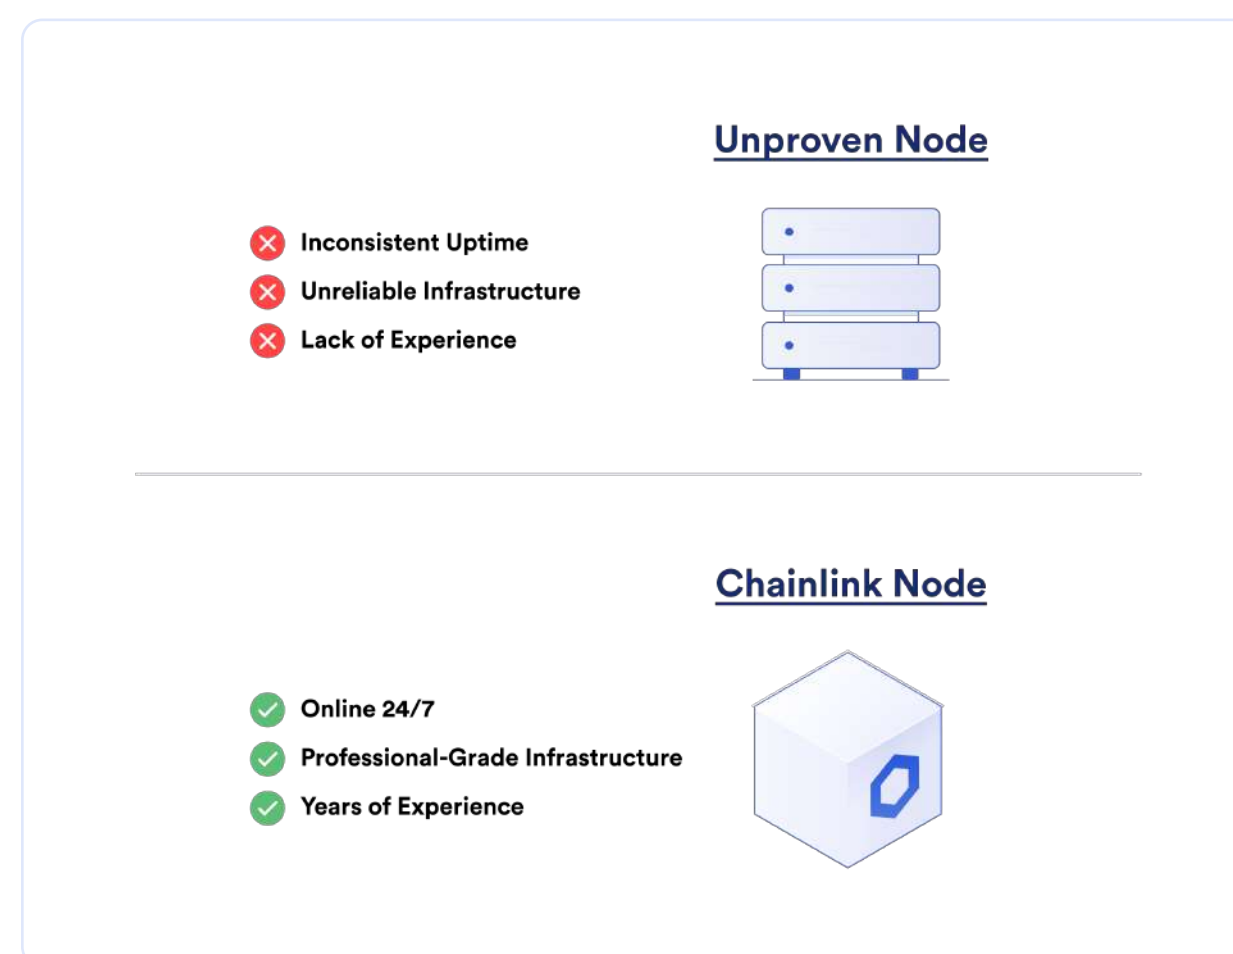 Unproven Node
Inconsistent Uptime
Unreliable Infrastructure
Lack of Experience
Chainlink Node
Online 24/7
Professional-Grade Infrastructure
Years of Experience